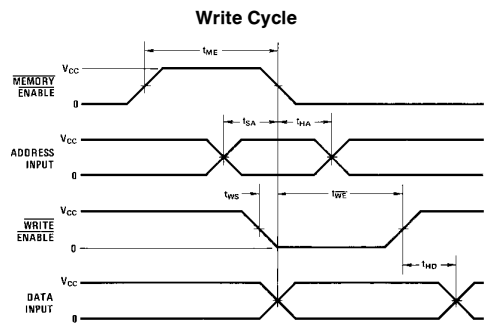 Write Cycle
tME
VCC
MEMORY
ENABLE
0
tSA
tHA
VCC
ADDRESS
INPUT
0
tWS
tWE
VCC
WRITE
ENABLE
0
tHD
VCC
DATA
INPUT
0